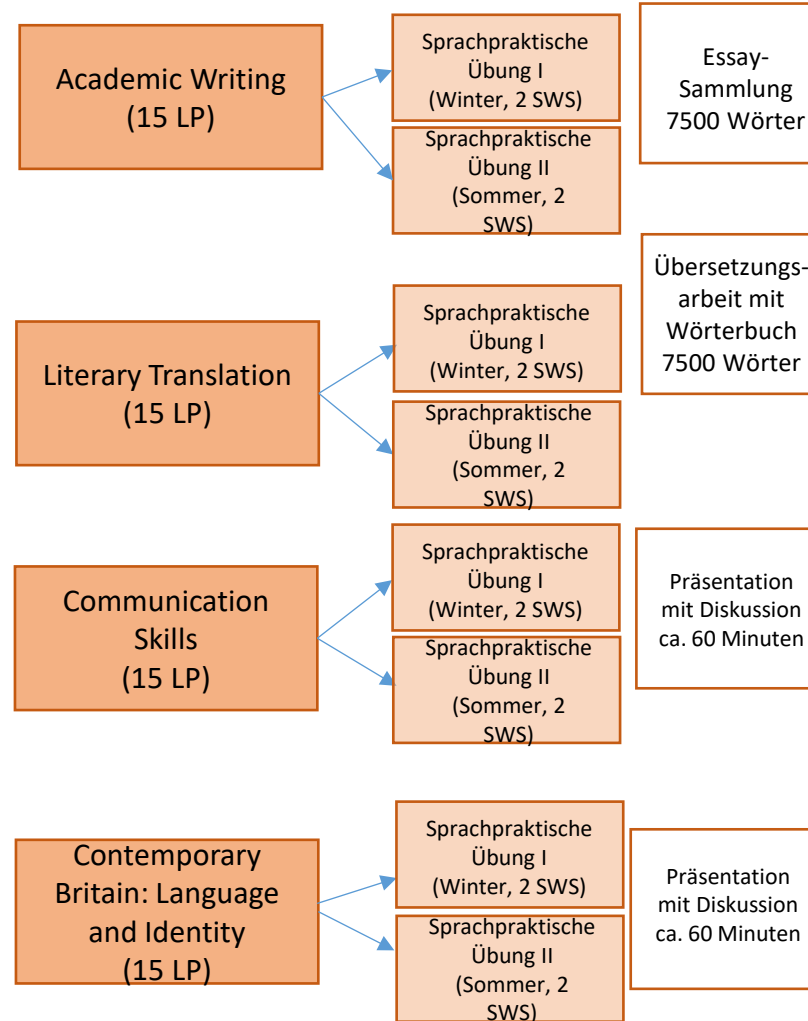 Academic Writing
(15 LP)
Sprachpraktische
Übung I
(Winter, 2 SWS)
Sprachpraktische
Übung II
(Sommer, 2
SWS)
Essay-
Sammlung
7500 Wörter
Literary Translation
(15 LP)
Sprachpraktische
Übung I
(Winter, 2 SWS)
Sprachpraktische
Übung II
(Sommer, 2
SWS)
Übersetzungs-
arbeit mit
Wörterbuch
7500 Wörter
Communication
Skills
(15 LP)
Sprachpraktische
Übung I
(Winter, 2 SWS)
Sprachpraktische
Übung II
(Sommer, 2
SWS)
Präsentation
mit Diskussion
ca. 60 Minuten
Contemporary
Britain: Language
and Identity
(15 LP)
Sprachpraktische
Übung I
(Winter, 2 SWS)
Sprachpraktische
Übung II
(Sommer, 2
SWS)
Präsentation
mit Diskussion
ca. 60 Minuten